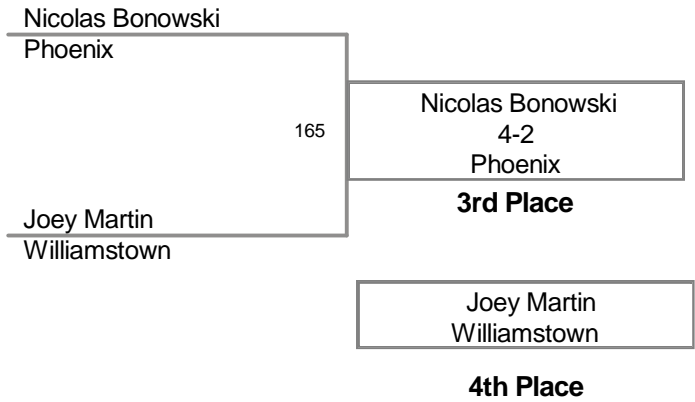 Nicolas Bonowski
Phoenix
165
Nicolas Bonowski
4-2
Phoenix
3rd Place
Joey Martin
Williamstown
Joey Martin
Williamstown
4th Place